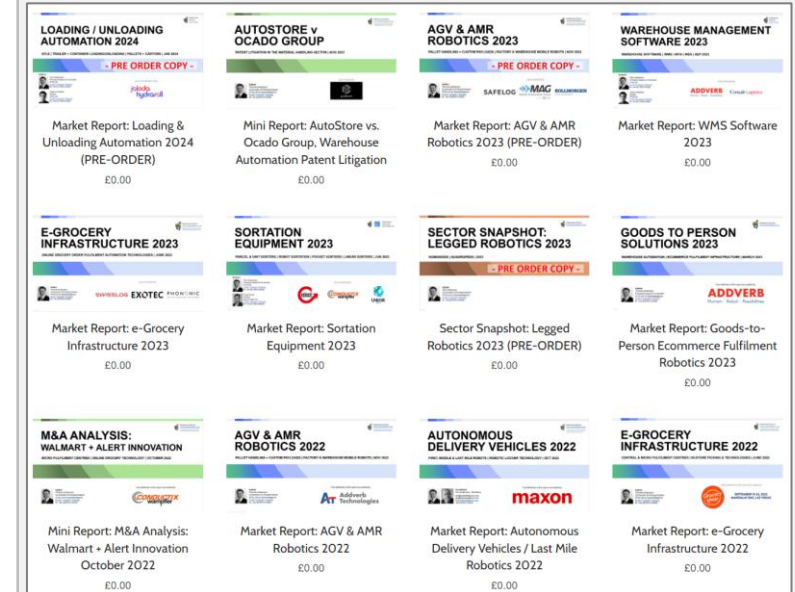 LOADING / UNLOADING
AUTOMATION 2024
- PRE ORDER COPY -
joloda
hydraroll
Market Report: Loading &
Unloading Automation 2024
(PRE-ORDER)
£0.00
AUTOSTORE v
OCADO GROUP
Mini Report: AutoStore vs.
Ocado Group, Warehouse
Automation Patent Litigation
£0.00
AGV & AMR
ROBOTICS 2023
- PRE ORDER COPY -
SAFELOG MAG KOLLMORGEN
Market Report: AGV & AMR
Robotics 2023 (PRE-ORDER)
£0.00
WAREHOUSE MANAGEMENT
SOFTWARE 2023
ADDVERB
Market Report: WMS Software
2023
£0.00
E-GROCERY
INFRASTRUCTURE 2023
SWISSLOG EXOTEC
Market Report: e-Grocery
Infrastructure 2023
£0.00
SORTATION
EQUIPMENT 2023
Market Report: Sortation
Equipment 2023
£0.00
SECTOR SNAPSHOT:
LEGGED ROBOTICS 2023
- PRE ORDER COPY -
Sector Snapshot: Legged
Robotics 2023 (PRE-ORDER)
£0.00
GOODS TO PERSON
SOLUTIONS 2023
ADDVERB
Market Report: Goods-to-
Person Ecommerce Fulfilment
Robotics 2023
£0.00
M&A ANALYSIS:
WALMART + ALERT INNOVATION
CONDUCTIX
wampfler
Mini Report: M&A Analysis:
Walmart + Alert Innovation
October 2022
£0.00
AGV & AMR
ROBOTICS 2022
Addverb
Technologies
Market Report: AGV & AMR
Robotics 2022
£0.00
AUTONOMOUS
DELIVERY VEHICLES 2022
maxon
Market Report: Autonomous
Delivery Vehicles / Last Mile
Robotics 2022
£0.00
E-GROCERY
INFRASTRUCTURE 2022
Market Report: e-Grocery
Infrastructure 2022
£0.00